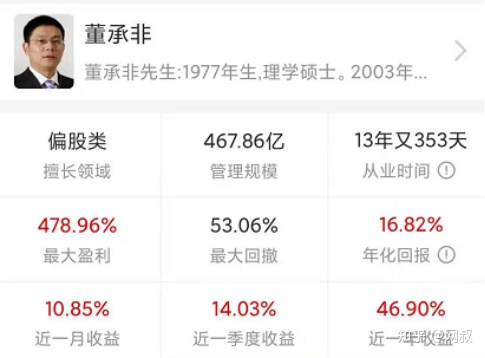 董承非
董承非先生:1977年生,理学硕士。2003年...
偏股类 467.86亿 13年又353天
擅长领域 管理规模 从业时间
478.96% 53.06% 16.82%
最大盈利 最大回撤 年化回报
10.85% 14.03% 46.90%
近一月收益 近一季度收益 近一年收益
知乎 @网叔